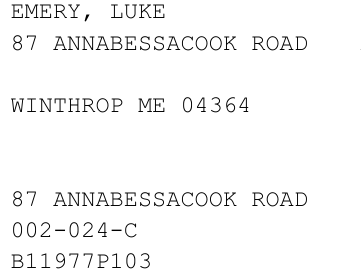 EMERY, LUKE
87 ANNABESSACOOK ROAD
WINTHROP ME 04364
87 ANNABESSACOOK ROAD
002-024-C
B11977P103